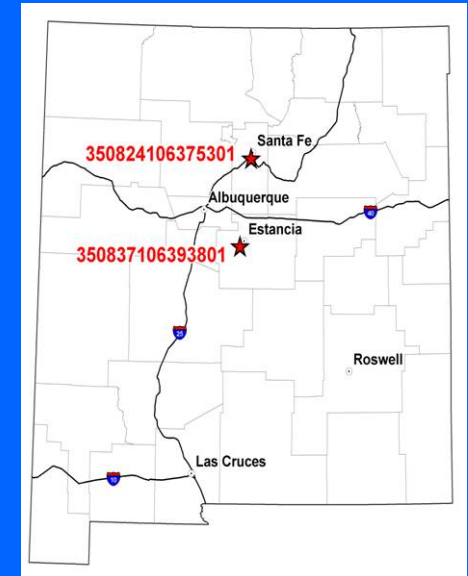 Santa Fe
350824106375301
Albuquerque
40
Estancia
350837106393801
25
Roswell
Las Cruces
10